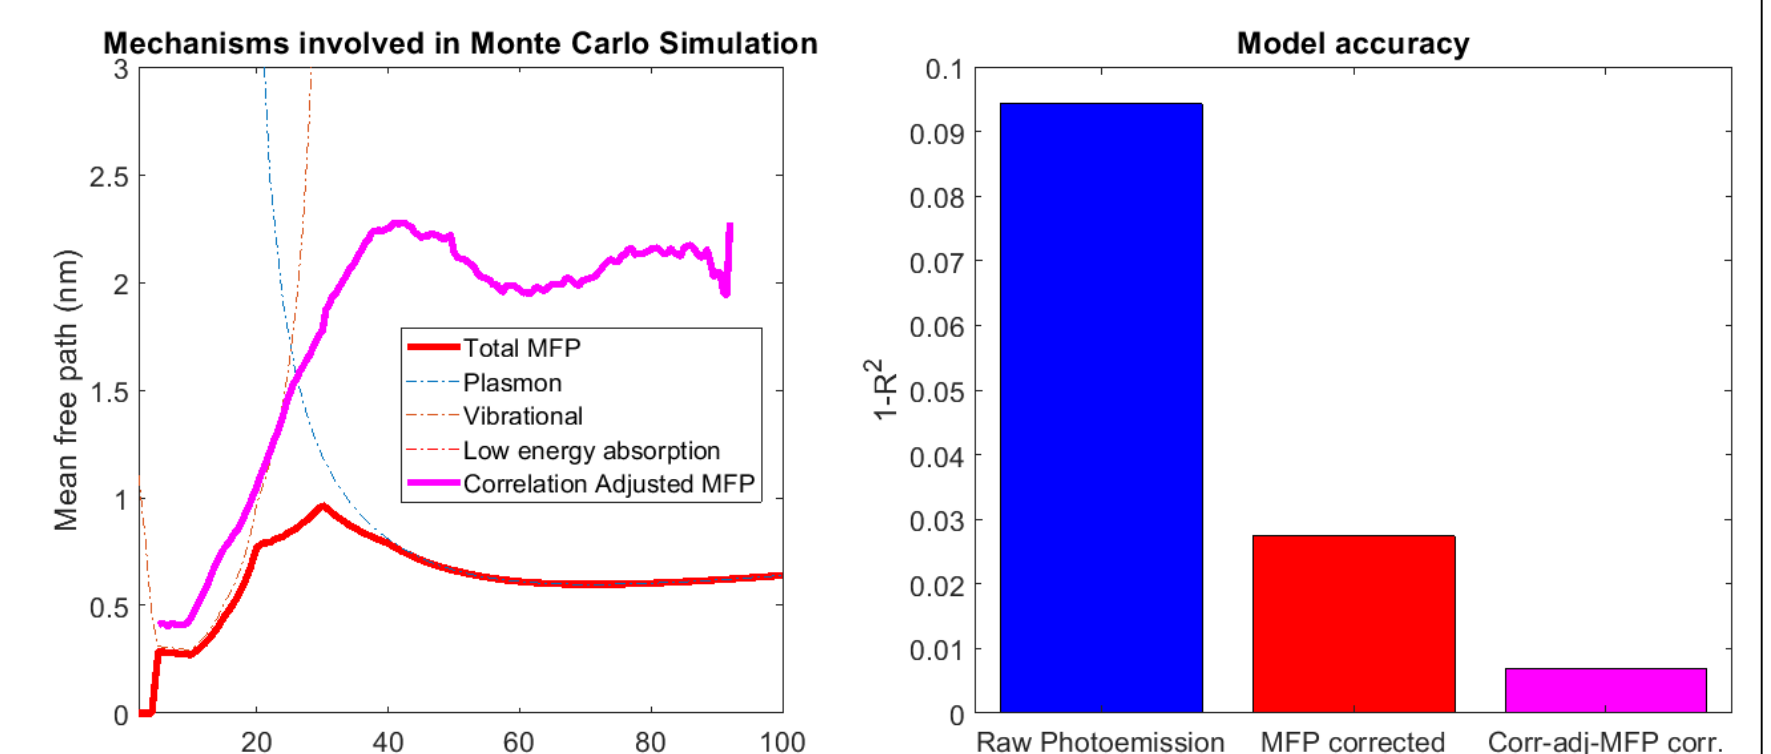 Mechanisms involved in Monte Carlo Simulation
Mean free path (nm)
3
2.5
2
1.5
1
0.5
0
20 40 60 80 100
Total MFP
Plasmon
Vibrational
Low energy absorption
Correlation Adjusted MFP
Model accuracy
1-R²
0.1
0.09
0.08
0.07
0.06
0.05
0.04
0.03
0.02
0.01
0
Raw Photoemission MFP corrected Corr-adj-MFP corr.